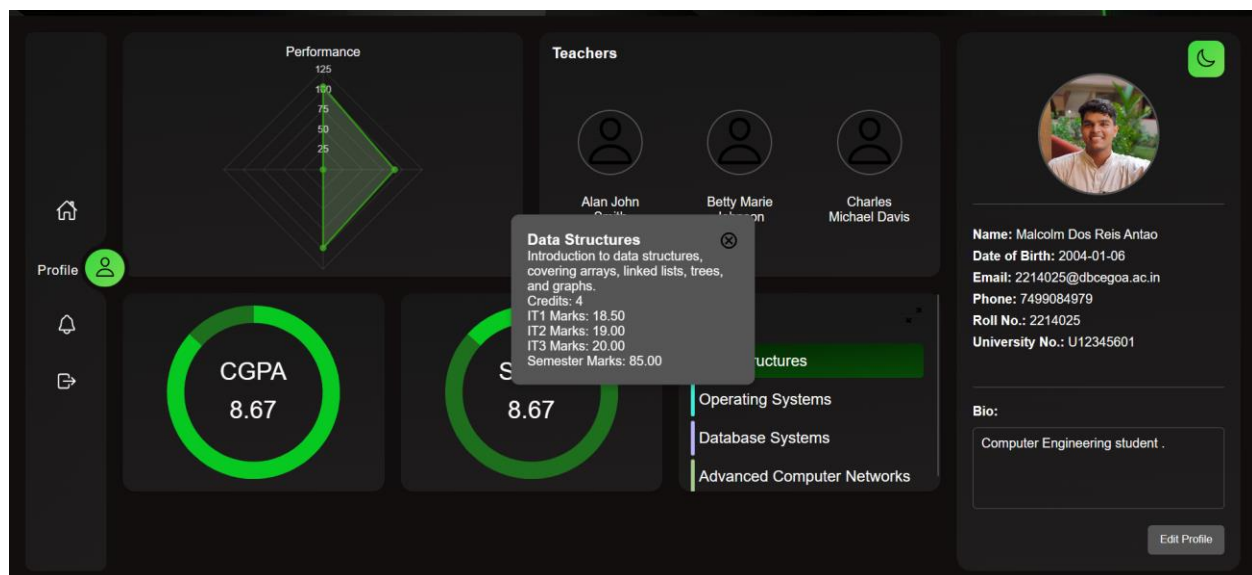 Performance
125
100
75
50
25
Teachers
Alan John
Smith
Betty Marie
Johnson
Charles
Michael Davis
Profile
Data Structures
Introduction to data structures,
covering arrays, linked lists, trees,
and graphs.
Credits: 4
IT1 Marks: 18.50
IT2 Marks: 19.00
IT3 Marks: 20.00
Semester Marks: 85.00
CGPA
8.67
S
8.67
uctures
Operating Systems
Database Systems
Advanced Computer Networks
Name: Malcolm Dos Reis Antao
Date of Birth: 2004-01-06
Email: 2214025@dbcegoa.ac.in
Phone: 7499084979
Roll No.: 2214025
University No.: U12345601
Bio:
Computer Engineering student .
Edit Profile